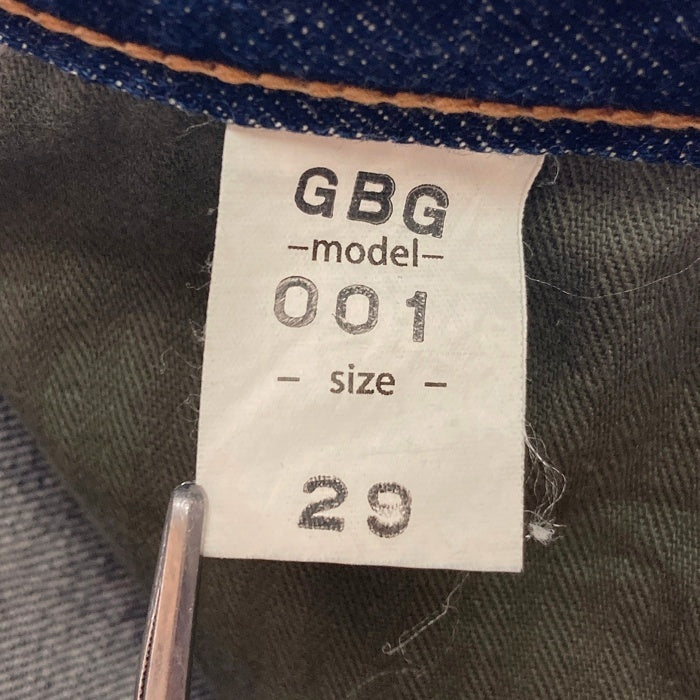 GBG
–model–
001
– size –
29